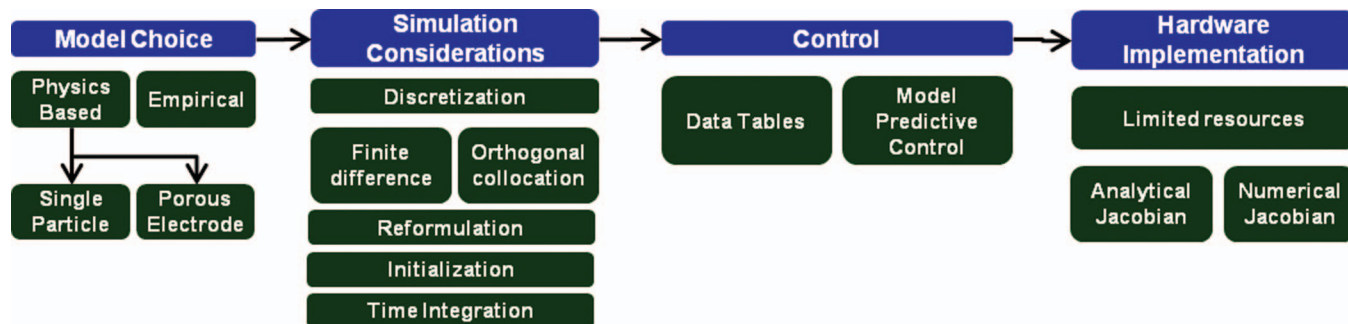 Model Choice
Physics
Based
Empirical
Single
Particle
Porous
Electrode
Simulation
Considerations
Discretization
Finite
difference
Orthogonal
collocation
Reformulation
Initialization
Time Integration
Control
Data Tables
Model
Predictive
Control
Hardware
Implementation
Limited resources
Analytical
Jacobian
Numerical
Jacobian